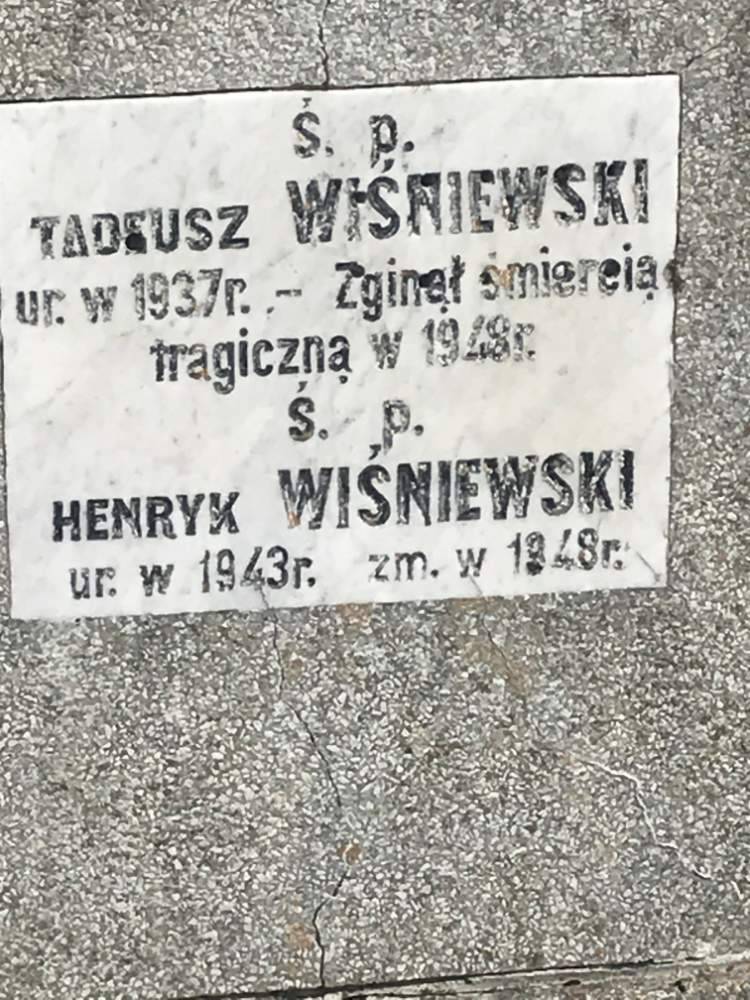 Ś. p.
TADEUSZ WIŚNIEWSKI
ur. w 1937r. - Zginął śmiercią
tragiczną w 1948r.
Ś. p.
HENRYK WIŚNIEWSKI
ur. w 1943r. zm. w 1948r.